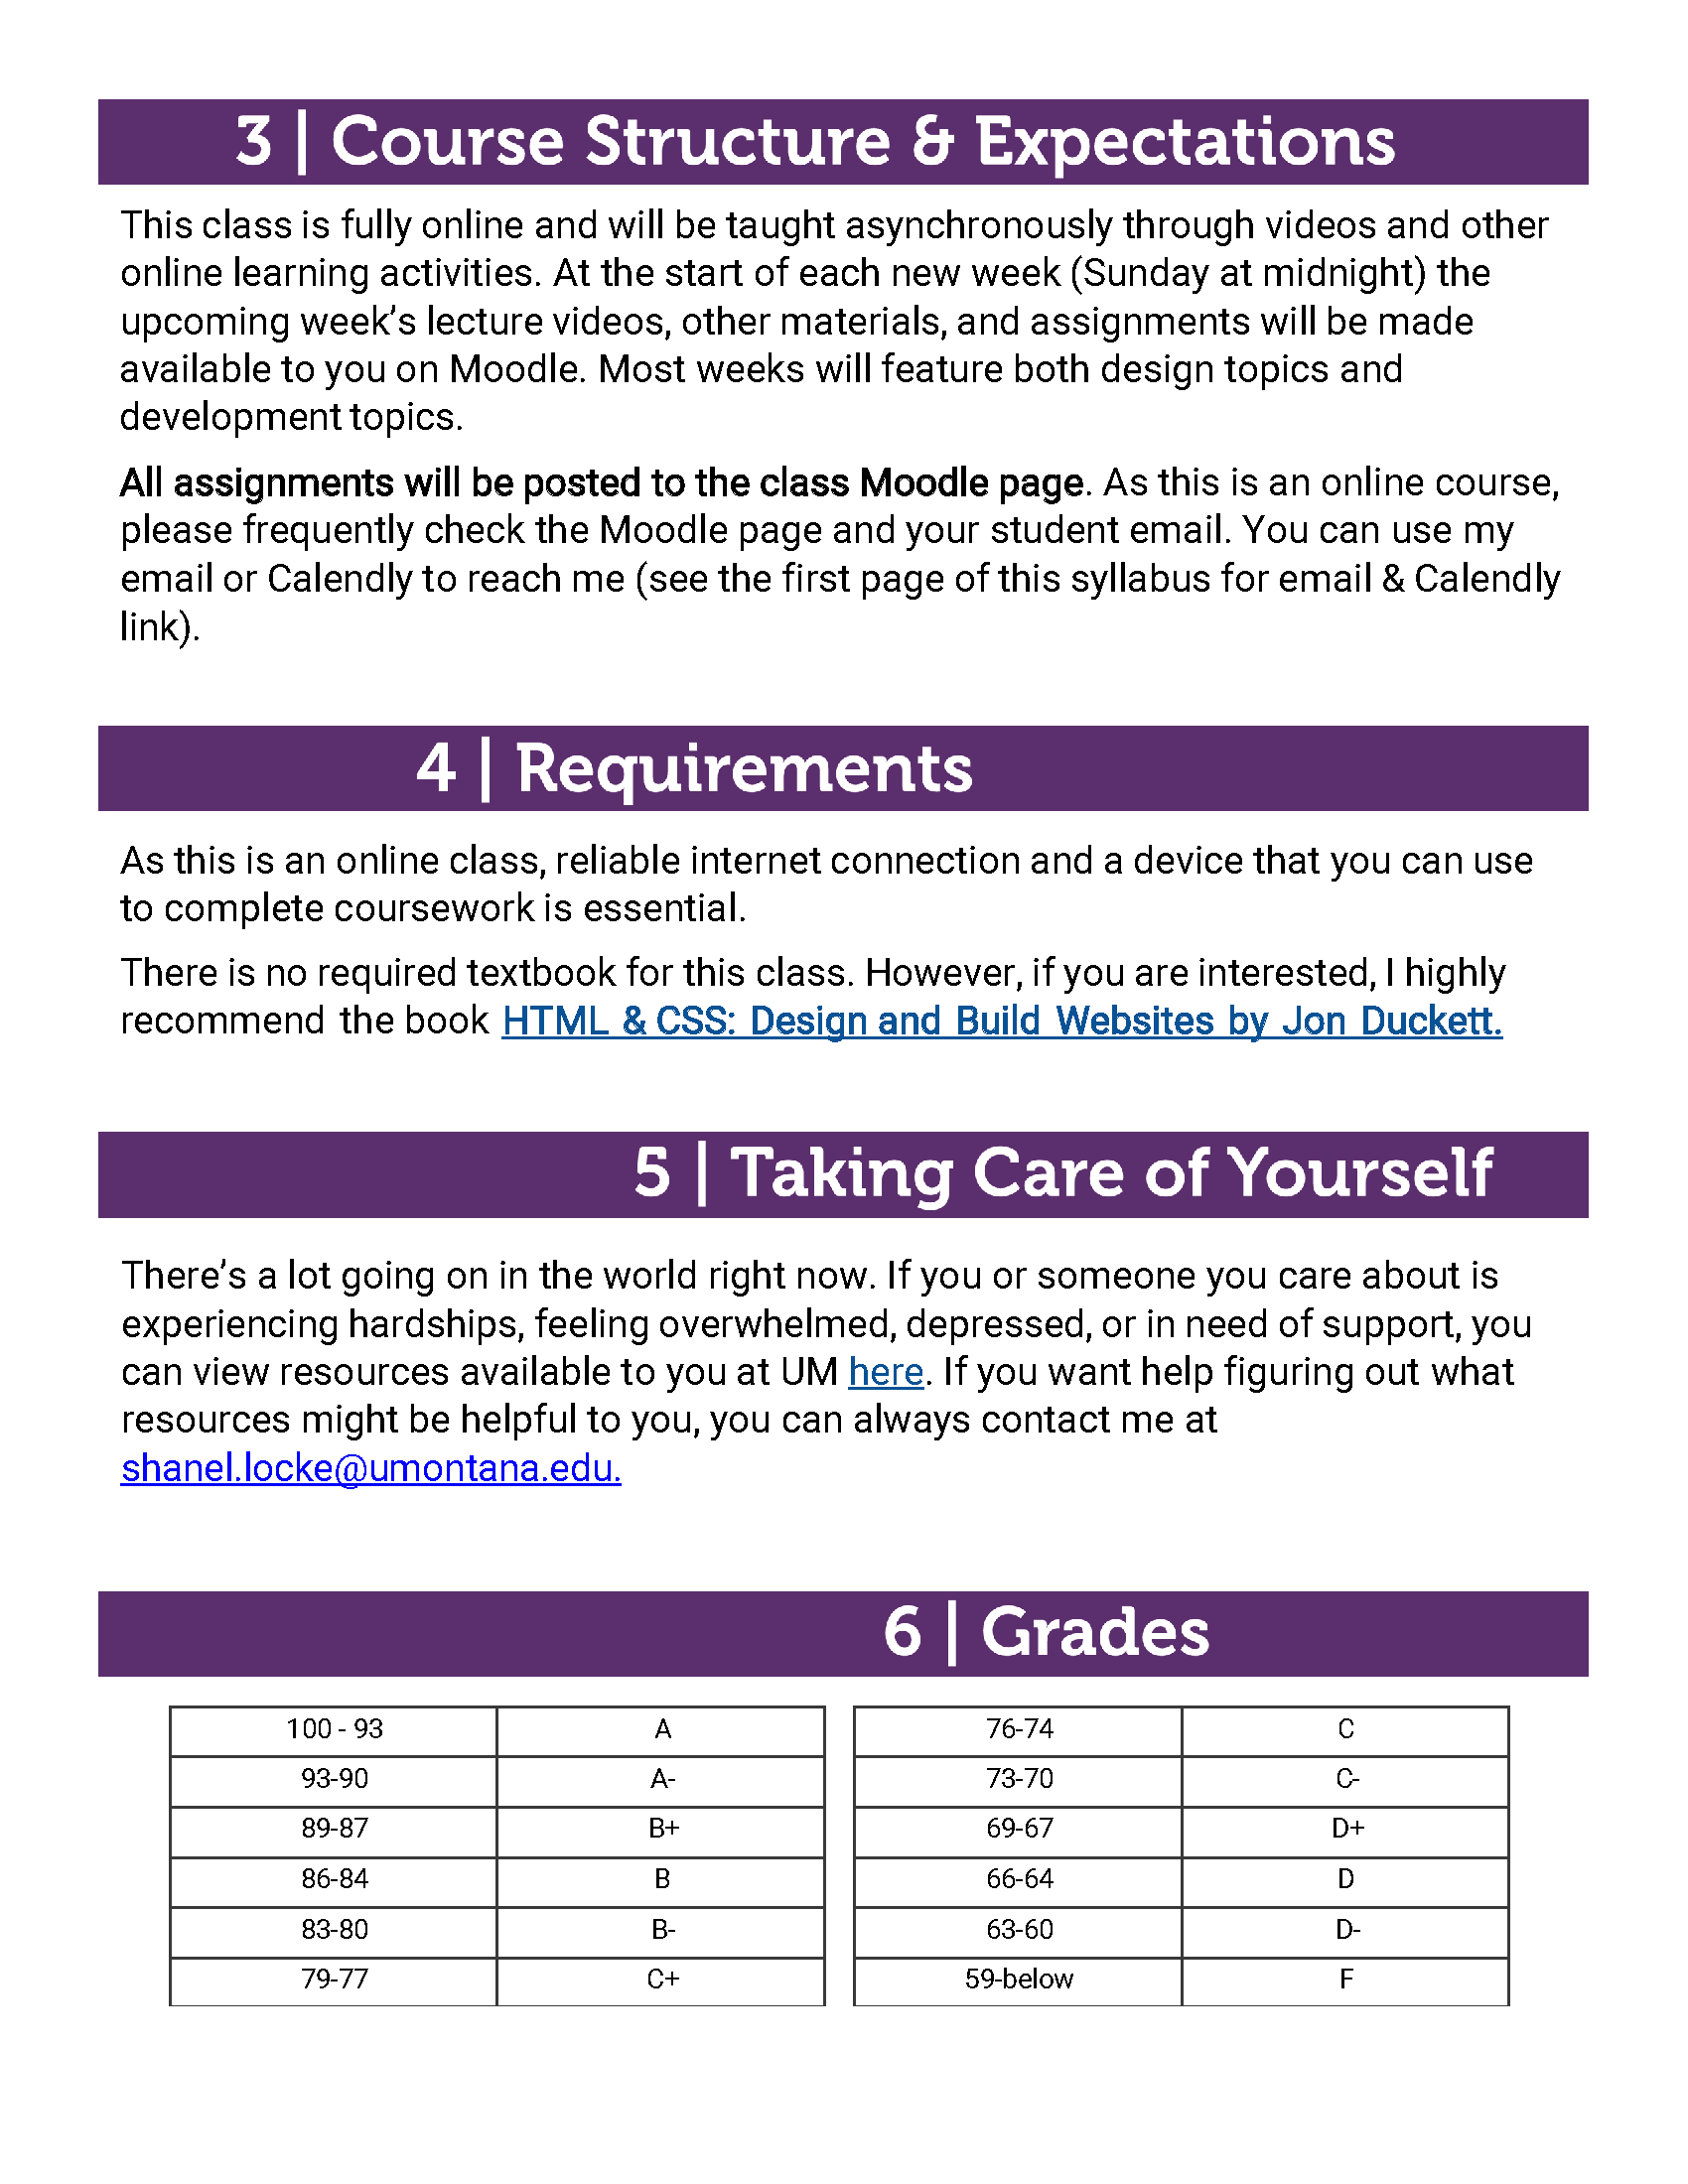 3 | Course Structure & Expectations
This class is fully online and will be taught asynchronously through videos and other
online learning activities. At the start of each new week (Sunday at midnight) the
upcoming week’s lecture videos, other materials, and assignments will be made
available to you on Moodle. Most weeks will feature both design topics and
development topics.
All assignments will be posted to the class Moodle page. As this is an online course,
please frequently check the Moodle page and your student email. You can use my
email or Calendly to reach me (see the first page of this syllabus for email & Calendly
link).
4 | Requirements
As this is an online class, reliable internet connection and a device that you can use
to complete coursework is essential.
There is no required textbook for this class. However, if you are interested, I highly
recommend the book HTML & CSS: Design and Build Websites by Jon Duckett.
5 | Taking Care of Yourself
There’s a lot going on in the world right now. If you or someone you care about is
experiencing hardships, feeling overwhelmed, depressed, or in need of support, you
can view resources available to you at UM here. If you want help figuring out what
resources might be helpful to you, you can always contact me at
shanel.locke@umontana.edu.
6 | Grades
100 - 93 A
93-90 A-
89-87 B+
86-84 B
83-80 B-
79-77 C+
76-74 C
73-70 C-
69-67 D+
66-64 D
63-60 D-
59-below F